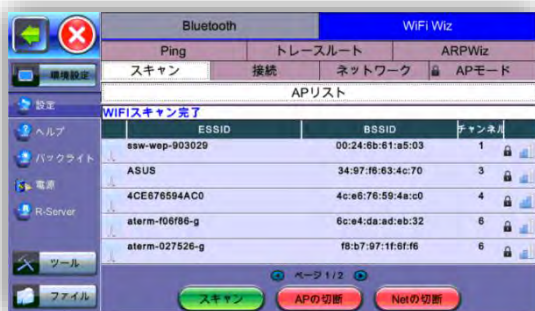 Bluetooth WiFi Wiz
Ping トレースルート ARPWiz
環境設定 スキャン 接続 ネットワーク APモード
APリスト
設定
WIFIスキャン完了
ヘルプ
ESSID BSSID チャンネル
ssw-wep-903029 00:24:6b:61:a5:03 1
バックライト
ASUS 34:97:f6:63:4c:70 3
電源
4CE676594AC0 4c:e6:76:59:4a:c0 4
R-Server
aterm-f06f86-g 6c:e4:da:ad:eb:32 6
aterm-027526-g f8:b7:97:1f:6f:f6 6
ツール
ページ 1/2
ファイル スキャン APの切断 Netの切断